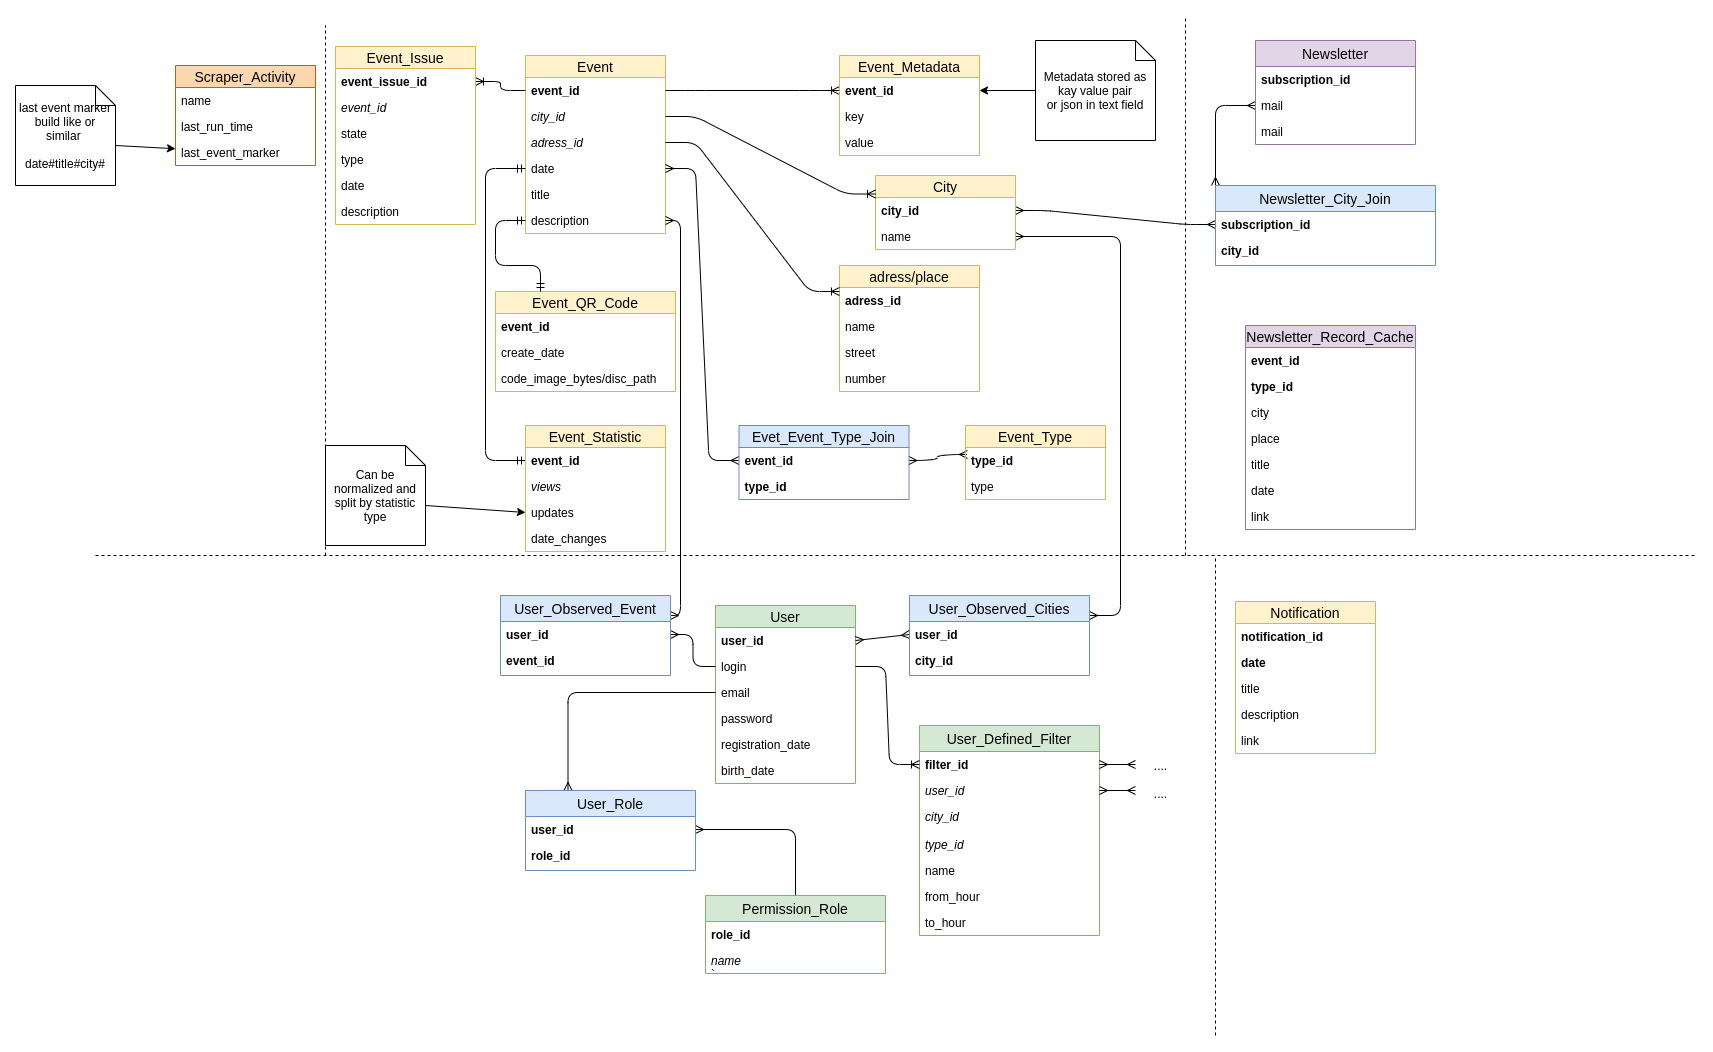 last event marker
build like or
similar
date#title#city#
Scraper_Activity
name
last_run_time
last_event_marker
Event_Issue
event_issue_id
event_id
state
type
date
description
Event
event_id
city_id
adress_id
date
title
description
Event_Metadata
event_id
key
value
Metadata stored as
kay value pair
or json in text field
City
city_id
name
adress/place
adress_id
name
street
number
Event_QR_Code
event_id
create_date
code_image_bytes/disc_path
Event_Statistic
event_id
views
updates
date_changes
Can be
normalized and
split by statistic
type
Evet_Event_Type_Join
event_id
type_id
Event_Type
type_id
type
Newsletter
subscription_id
mail
mail
Newsletter_City_Join
subscription_id
city_id
Newsletter_Record_Cache
event_id
type_id
city
place
title
date
link
User_Observed_Event
user_id
event_id
User
user_id
login
email
password
registration_date
birth_date
User_Observed_Cities
user_id
city_id
User_Defined_Filter
filter_id
user_id
city_id
type_id
name
from_hour
to_hour
....
....
User_Role
user_id
role_id
Permission_Role
role_id
name
`
Notification
notification_id
date
title
description
link